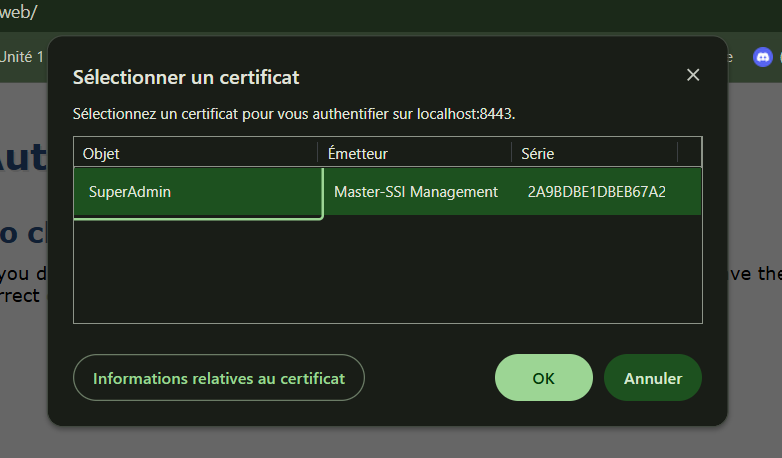 web/
Unité 1
Sélectionner un certificat
Sélectionnez un certificat pour vous authentifier sur localhost:8443.
Objet Émetteur Série
SuperAdmin Master-SSI Management 2A9BDBE1DBEB67A2
o c
you d ve the
rrect
Informations relatives au certificat OK Annuler